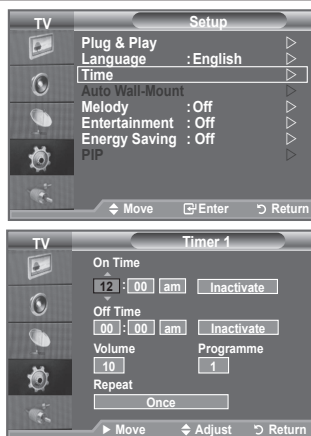 TV Setup
Plug & Play
Language : English
Time
Auto Wall-Mount
Melody : Off
Entertainment : Off
Energy Saving : Off
PIP
Move Enter Return
TV Timer 1
On Time
12 : 00 am Inactivate
Off Time
00 : 00 am Inactivate
Volume Programme
10 1
Repeat
Once
Move Adjust Return